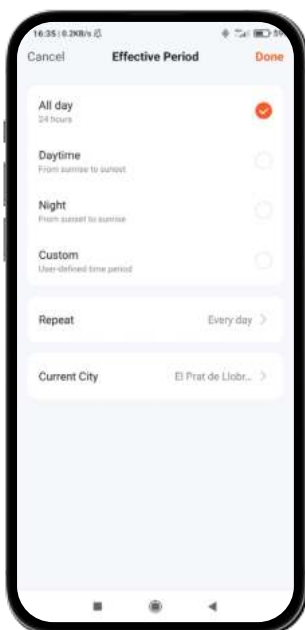 16:35 | 0.2KB/s
Cancel
Effective Period
Done
All day
24 hours
Daytime
From sunrise to sunset
Night
From sunset to sunrise
Custom
User-defined time period
Repeat
Every day
Current City
El Prat de Llobr...